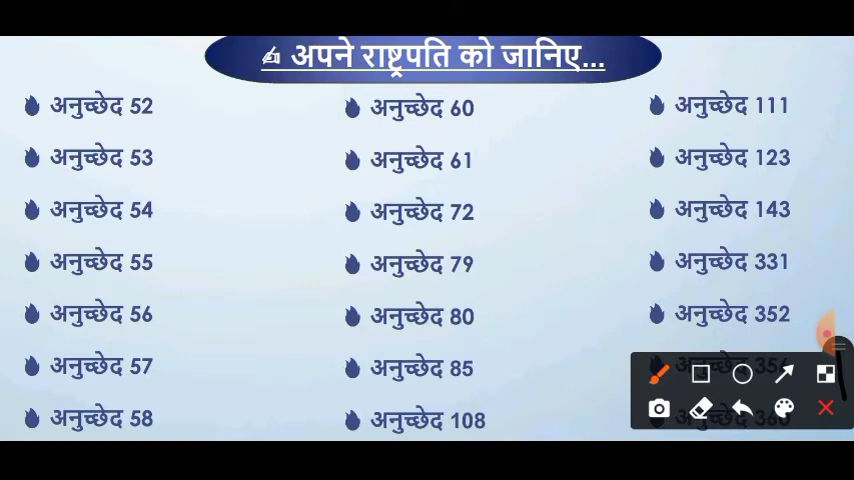 ✍ अपने राष्ट्रपति को जानिए...
अनुच्छेद 52
अनुच्छेद 53
अनुच्छेद 54
अनुच्छेद 55
अनुच्छेद 56
अनुच्छेद 57
अनुच्छेद 58
अनुच्छेद 60
अनुच्छेद 61
अनुच्छेद 72
अनुच्छेद 79
अनुच्छेद 80
अनुच्छेद 85
अनुच्छेद 108
अनुच्छेद 111
अनुच्छेद 123
अनुच्छेद 143
अनुच्छेद 331
अनुच्छेद 352